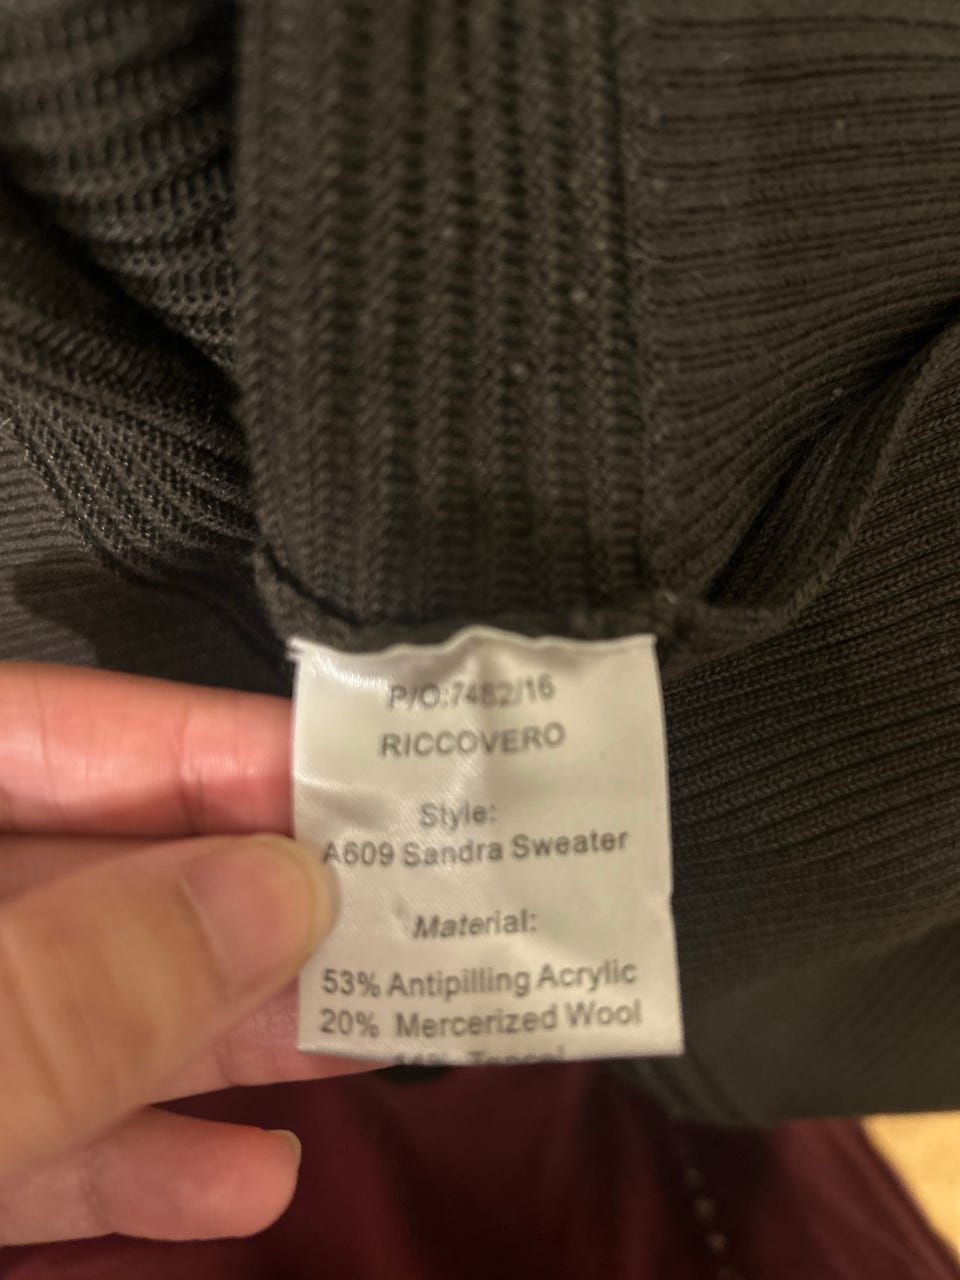 P/O:7482/16
RICCOVERO
Style:
A609 Sandra Sweater
Material:
53% Antipilling Acrylic
20% Mercerized Wool